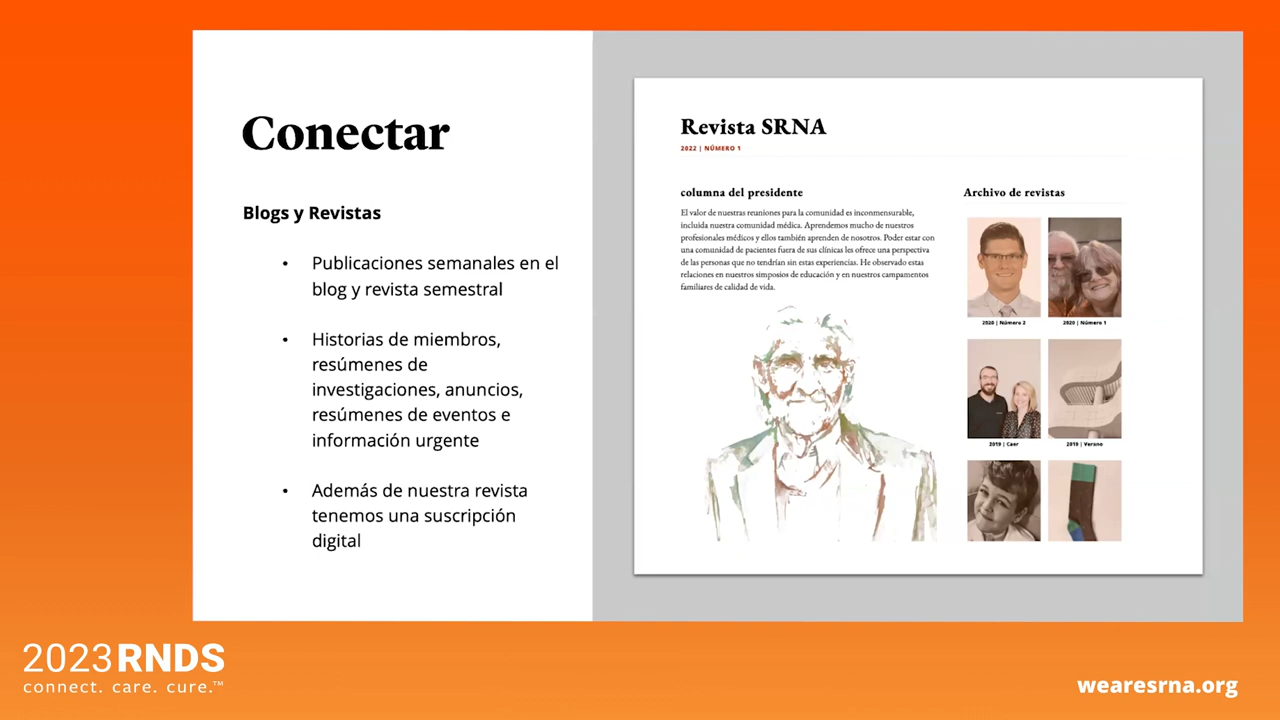 Conectar
Blogs y Revistas
• Publicaciones semanales en el
blog y revista semestral
• Historias de miembros,
resúmenes de
investigaciones, anuncios,
resúmenes de eventos e
información urgente
• Además de nuestra revista
tenemos una suscripción
digital
Revista SRNA
2022 | NÚMERO 1
columna del presidente
El valor de nuestras reuniones para la comunidad es inconmensurable,
incluida nuestra comunidad médica. Aprendemos mucho de nuestros
profesionales médicos y ellos también aprenden de nosotros. Poder estar con
una comunidad de pacientes fuera de sus clínicas les ofrece una perspectiva
de las personas que no tendrían sin estas experiencias. He observado estas
relaciones en nuestros simposios de educación y en nuestros campamentos
familiares de calidad de vida.
Archivo de revistas
2020 | Número 2
2020 | Número 1
2019 | Caer
2019 | Verano
2023 RNDS
connect. care. cure.™
wearesrna.org